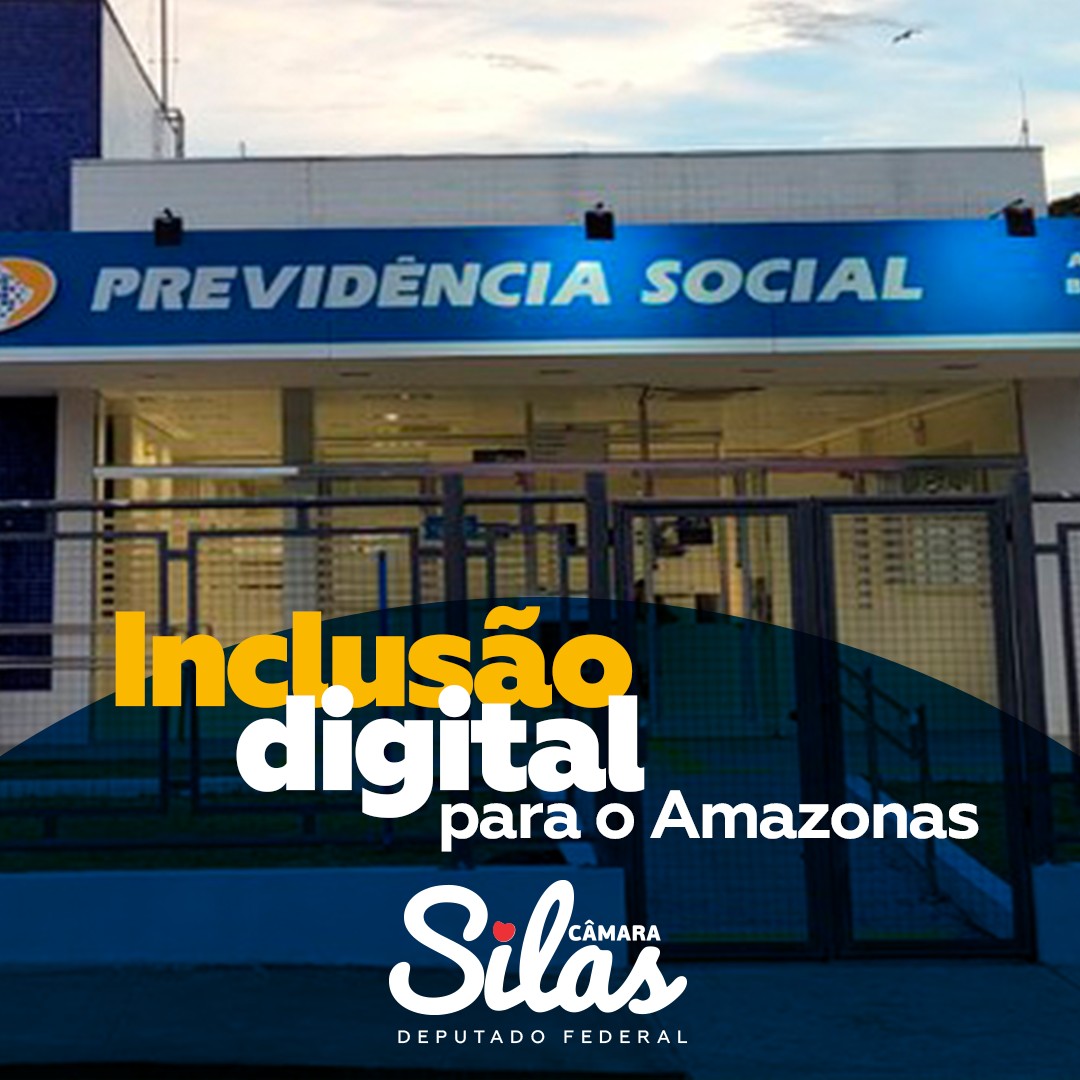 PREVIDÊNCIA SOCIAL
Inclusão
digital
para o Amazonas
Silas CÂMARA
DEPUTADO FEDERAL